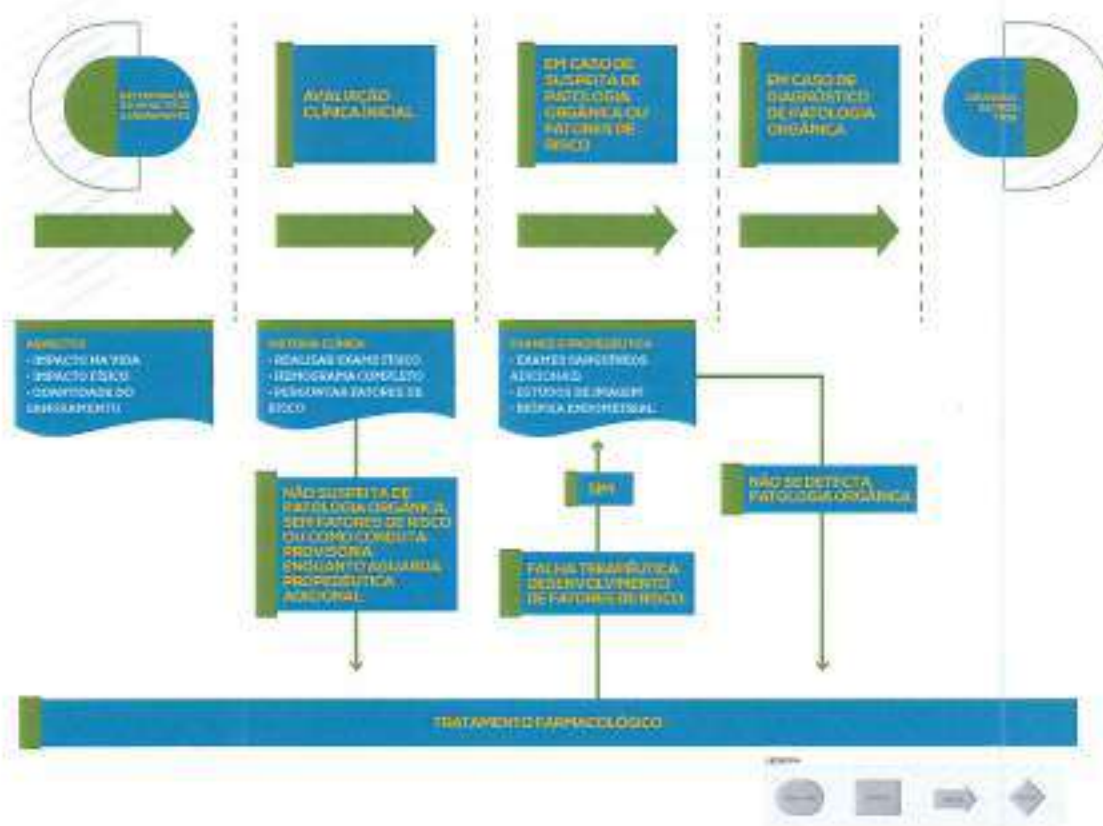 AVALIAÇÃO
CLÍNICA INICIAL
EM CASO DE
SUSPEITA DE
PATOLOGIA
ORGÂNICA OU
FATORES DE
RISCO
EM CASO DE
DIAGNÓSTICO
DE PATOLOGIA
ORGÂNICA
ASPECTOS
• IMPACTO NA VIDA
• IMPACTO FÍSICO
• QUANTIDADE DO
SANGRAMENTO
HISTÓRIA CLÍNICA
• REALISAR EXAME FÍSICO
• HEMOGRAMA COMPLETO
• PERGUNTAR FATORES DE
RISCO
EXAMES PROPEDÊUTICA
• EXAMES SANGUÍNEOS
ADICIONAIS
• ESTUDOS DE IMAGEM
• BIÓPSIA ENDOMETRIAL
NÃO SUSPEITA DE
PATOLOGIA ORGÂNICA,
SEM FATORES DE RISCO
OU COMO CONDUTA
PROVISÓRIA
ENQUANTO AGUARDA
PROPEDÊUTICA
ADICIONAL
SIM
FALHA TERAPÊUTICA
DESENVOLVIMENTO
DE FATORES DE RISCO
NÃO SE DETECTA
PATOLOGIA ORGÂNICA
TRATAMENTO FARMACOLÓGICO